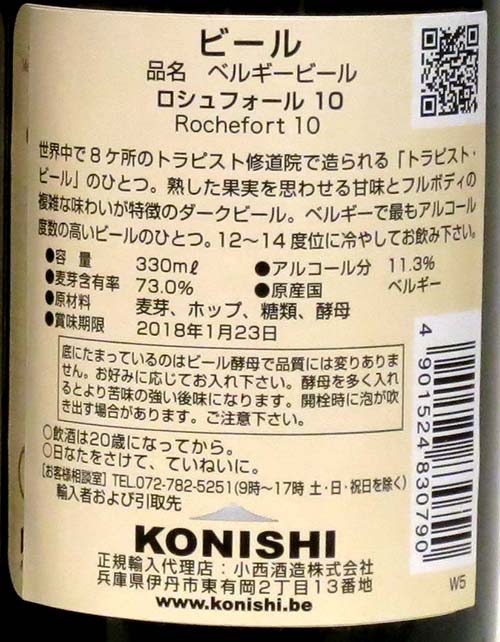 ビール
品名 ベルギービール
ロシュフォール 10
Rochefort 10
世界中で8ケ所のトラピスト修道院で造られる「トラピスト・
ビール」のひとつ。熟した果実を思わせる甘味とフルボディの
複雑な味わいが特徴のダークビール。ベルギーで最もアルコール
度数の高いビールのひとつ。12〜14度位に冷やしてお飲み下さい。
●容量 330mℓ ●アルコール分 11.3%
●麦芽含有率 73.0% ●原産国 ベルギー
●原材料 麦芽、ホップ、糖類、酵母
●賞味期限 2018年1月23日
底にたまっているのはビール酵母で品質には変りありま
せん。お好みに応じてお入れ下さい。酵母を多く入れ
るとより苦味の強い後味になります。開栓時に泡が吹
き出す場合があります。ご注意下さい。
○飲酒は20歳になってから。
○日なたをさけて、ていねいに。
[お客様相談室] TEL.072-782-5251(9時〜17時 土・日・祝日を除く)
輸入者および引取先
KONISHI
正規輸入代理店：小西酒造株式会社
兵庫県伊丹市東有岡2丁目13番地
www.konishi.be
4 901524 830790
W5